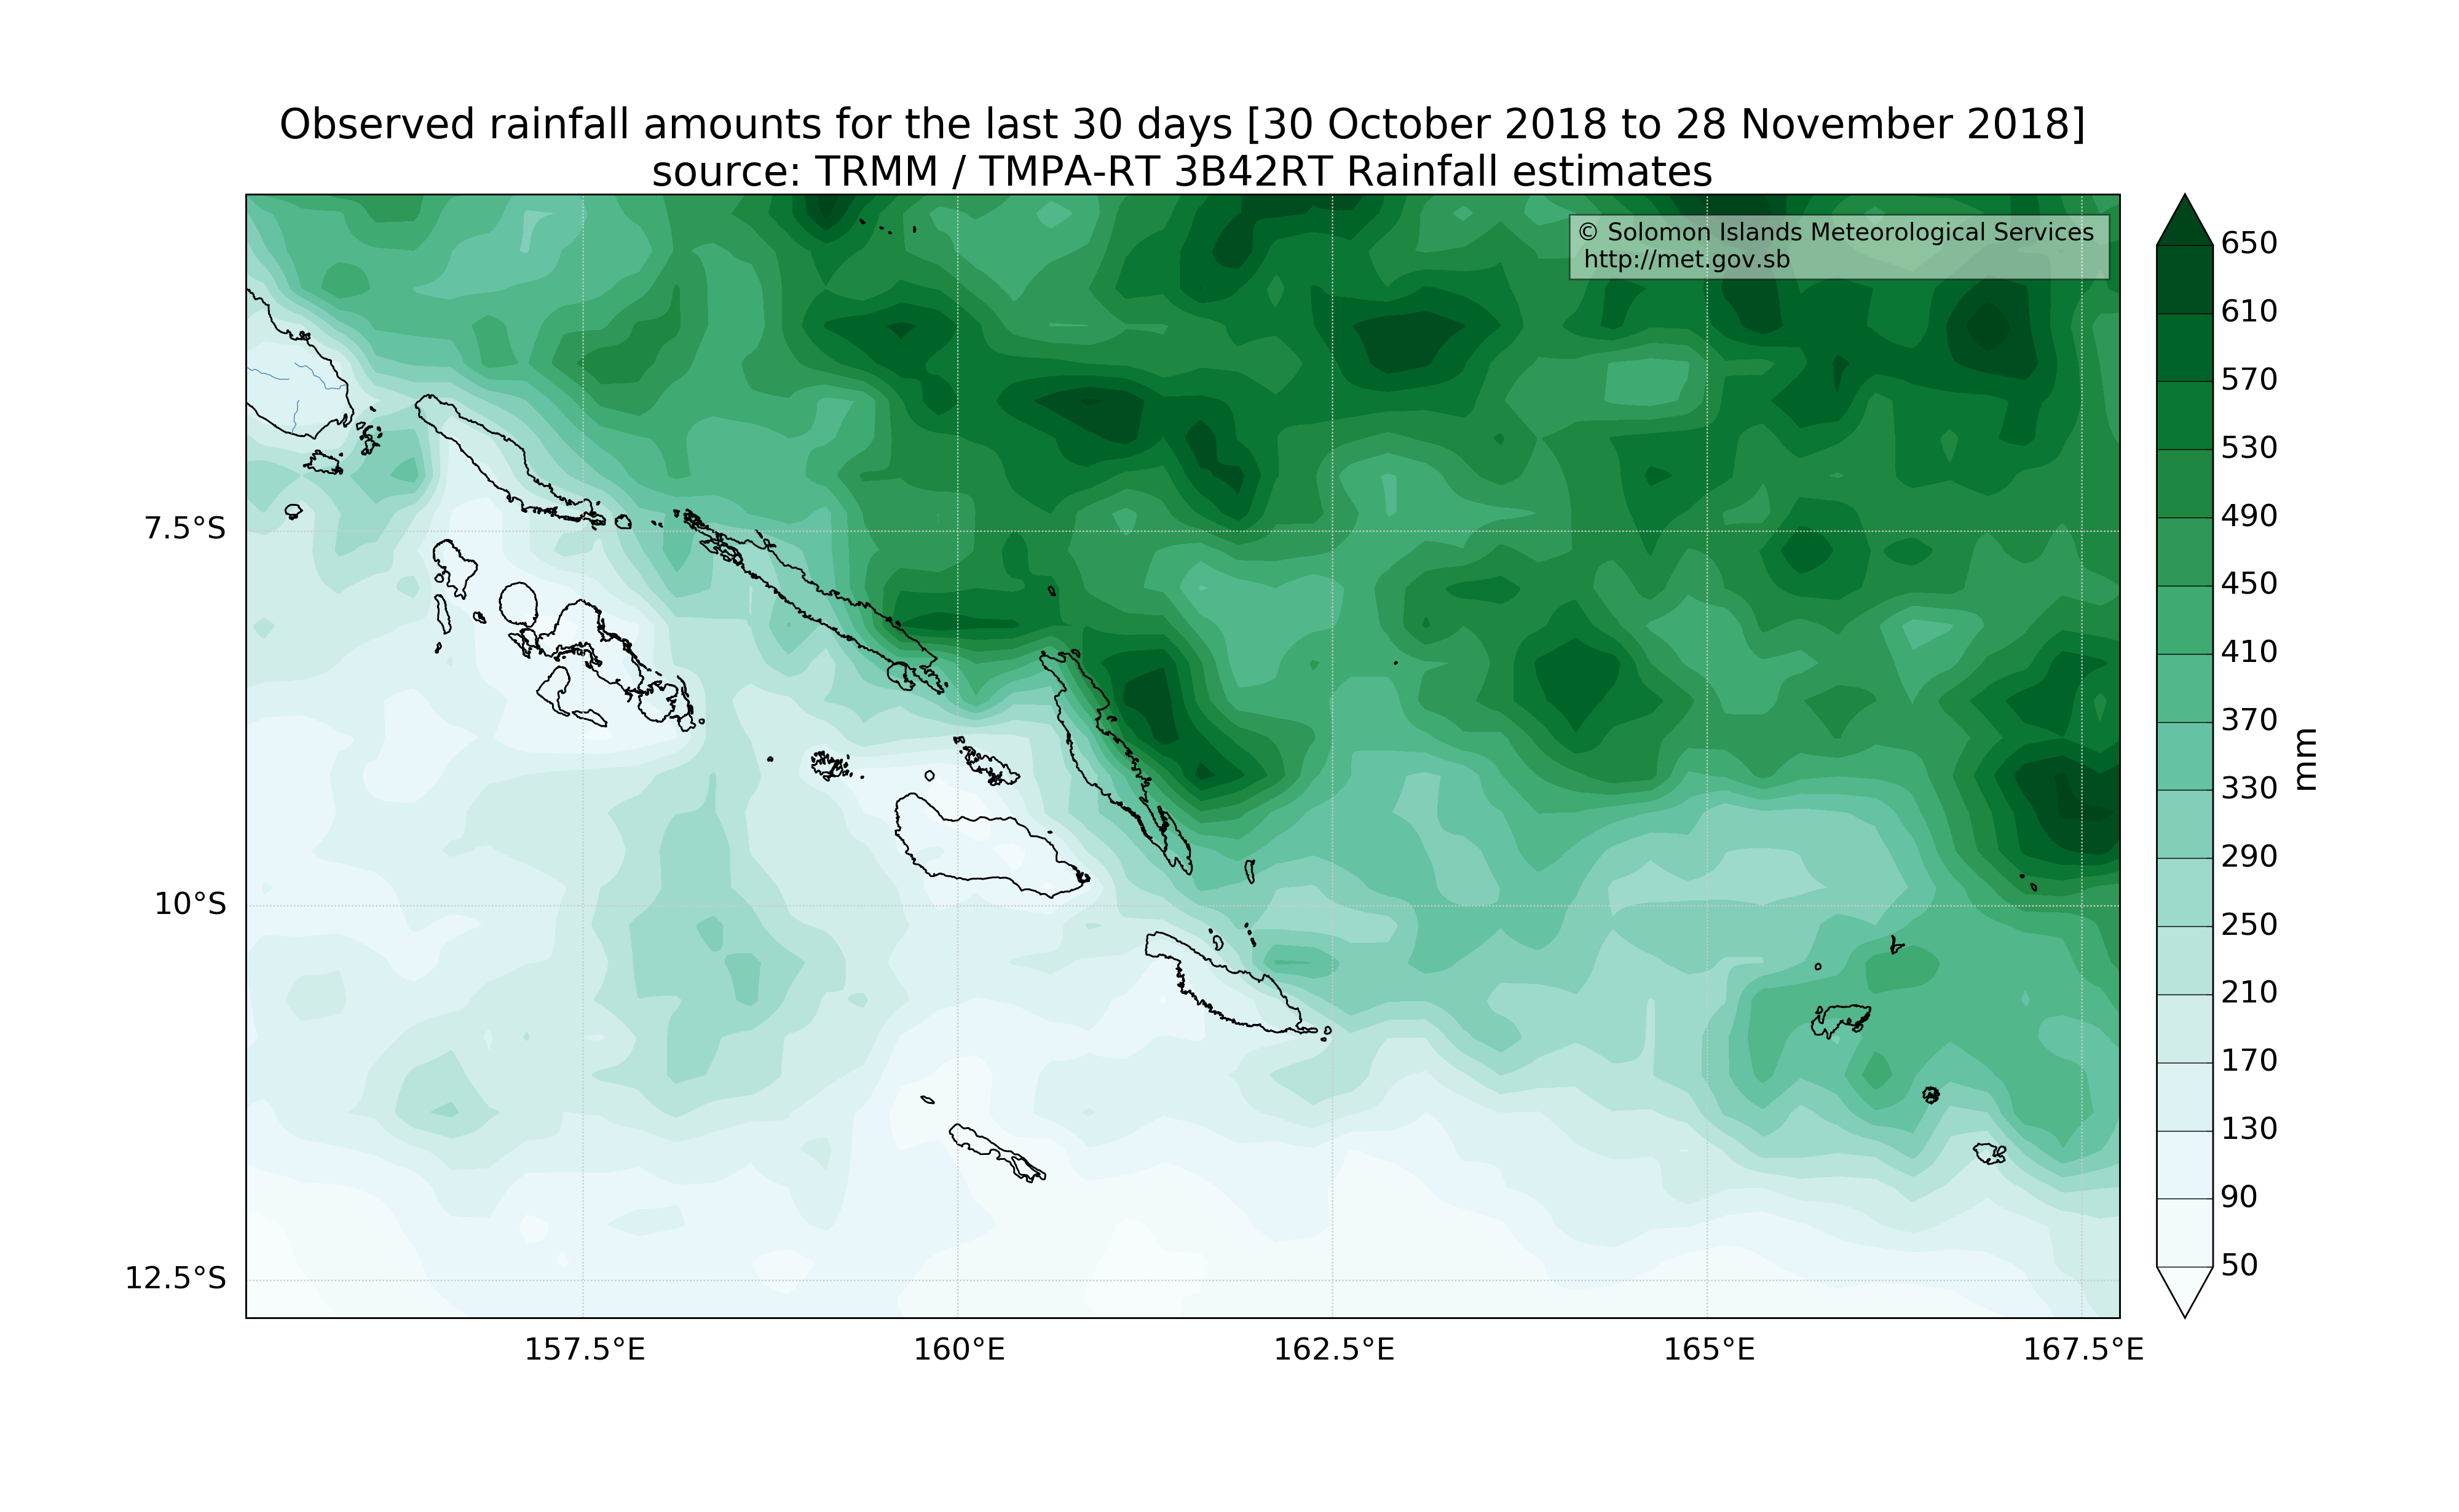 Observed rainfall amounts for the last 30 days [30 October 2018 to 28 November 2018]
source: TRMM / TMPA-RT 3B42RT Rainfall estimates
© Solomon Islands Meteorological Services
http://met.gov.sb
7.5°S
10°S
12.5°S
157.5°E
160°E
162.5°E
165°E
167.5°E
650
610
570
530
490
450
410
370
330
290
250
210
170
130
90
50
mm